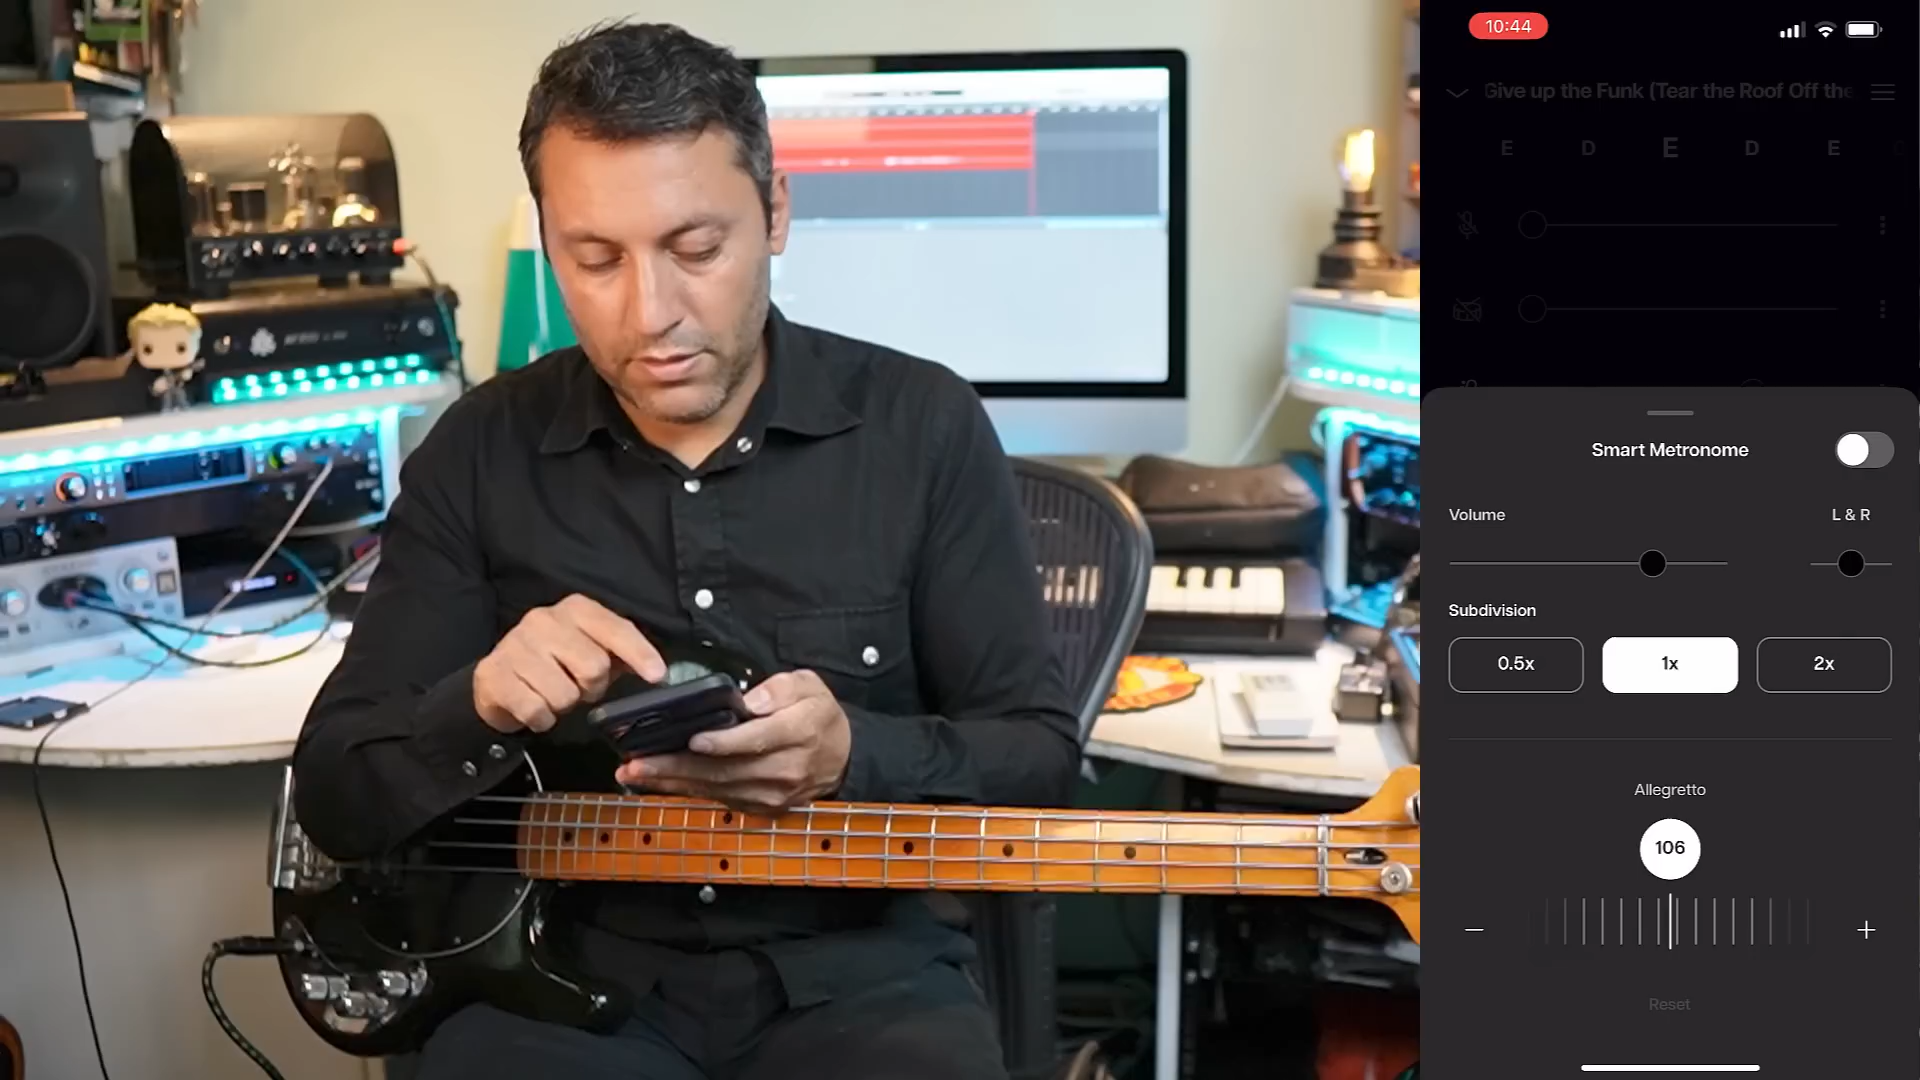 10:44
Give up the Funk (Tear the Roof Off the
E D E D E
Smart Metronome
Volume L & R
Subdivision
0.5x 1x 2x
Allegretto
106
Reset